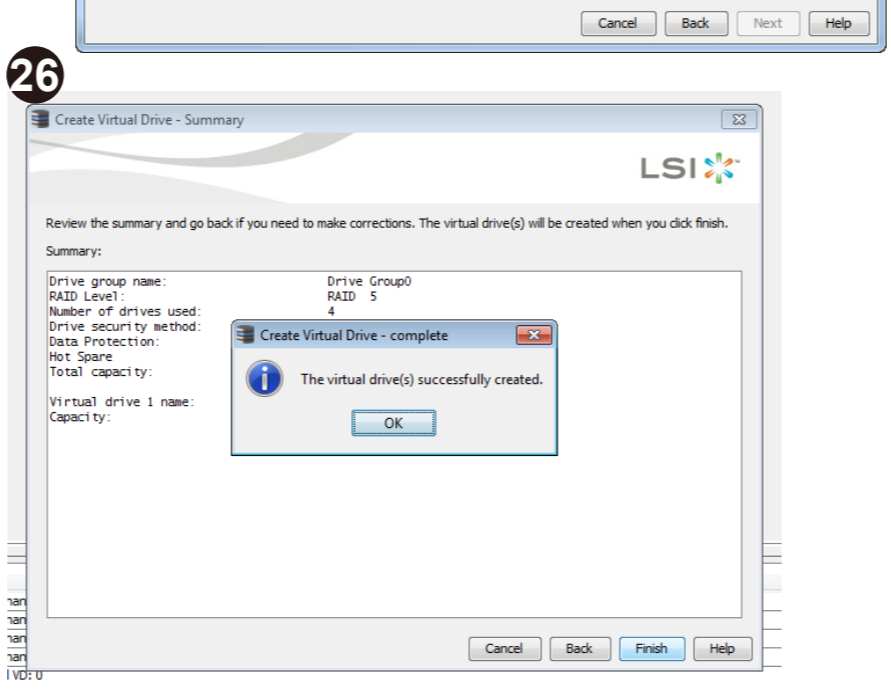 Cancel Back Next Help
26
Create Virtual Drive - Summary
LSI
Review the summary and go back if you need to make corrections. The virtual drive(s) will be created when you click finish.
Summary:
Drive group name: Drive Group0
RAID Level: RAID 5
Number of drives used: 4
Drive security method:
Data Protection:
Hot Spare
Total capacity:
Virtual drive 1 name:
Capacity:
Create Virtual Drive - complete
The virtual drive(s) successfully created.
OK
Cancel Back Finish Help
VD: 0